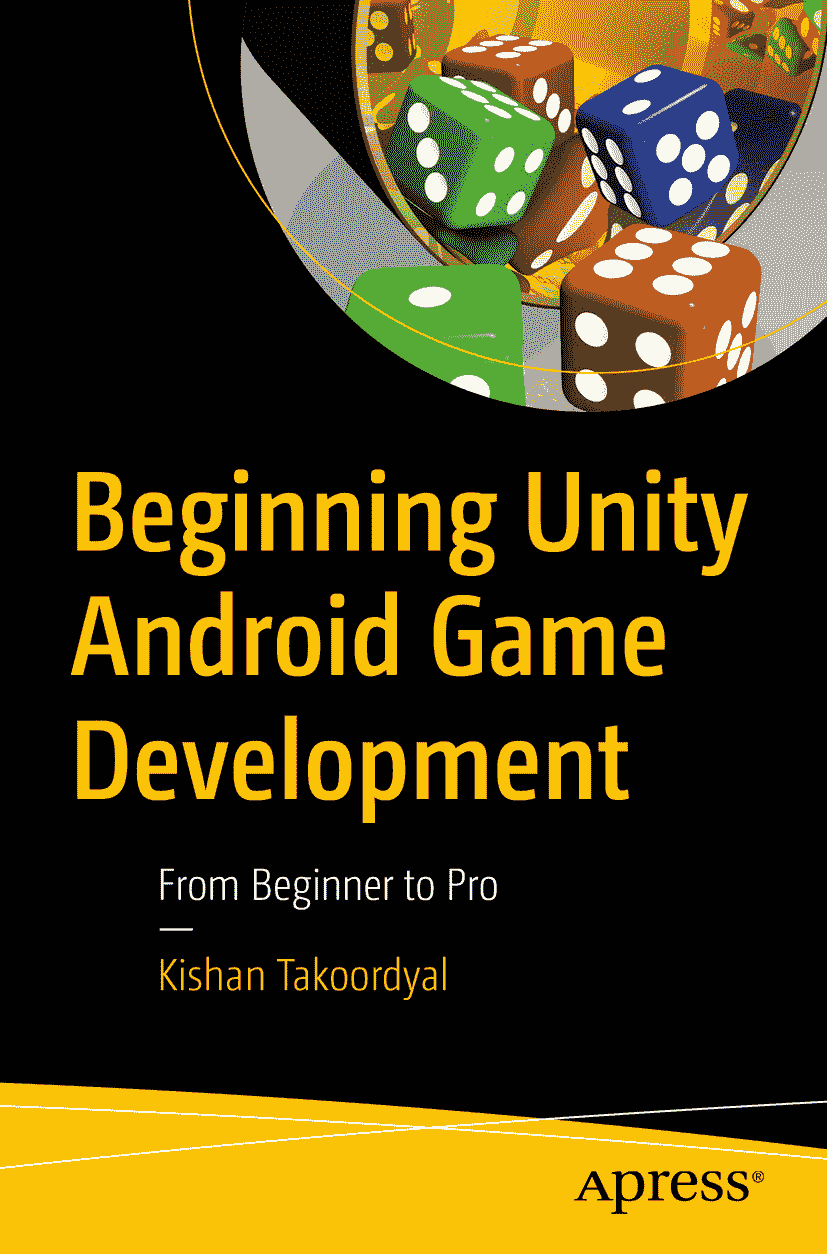 Beginning Unity
Android Game
Development
From Beginner to Pro
—
Kishan Takoordyal
Apress®